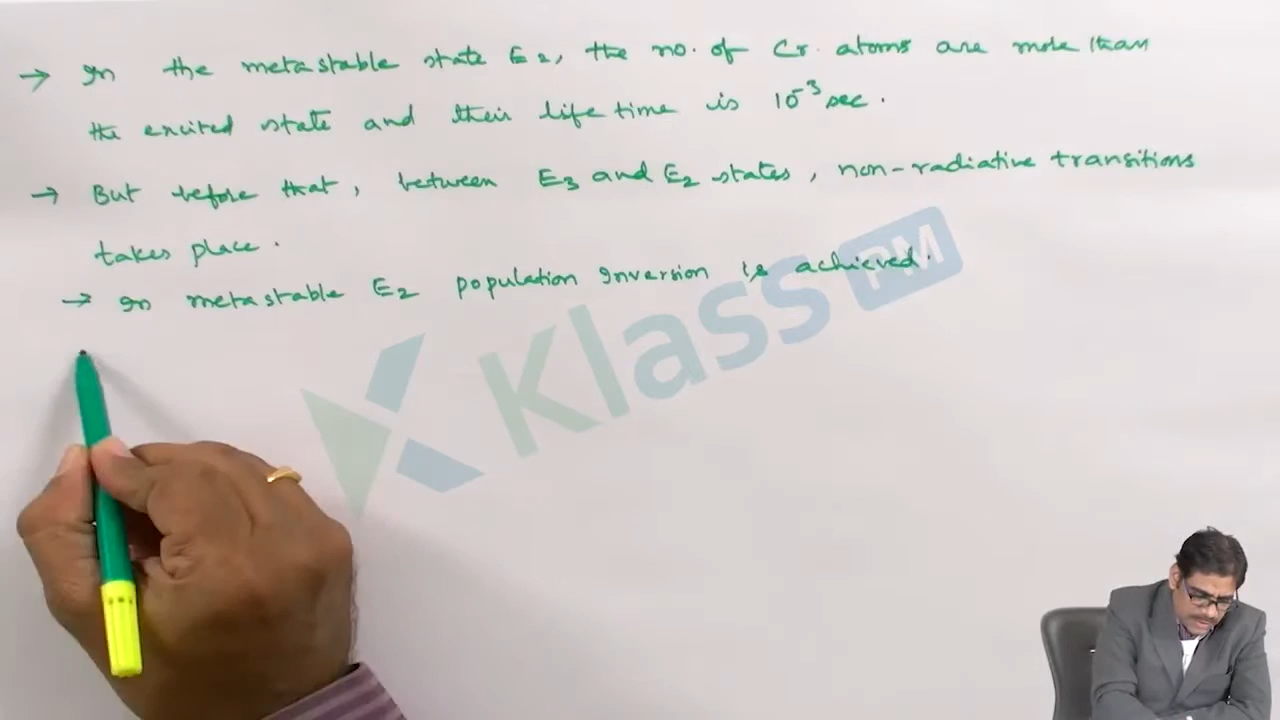 → In the metastable state E2, the no. of Cr. atoms are more than
the excited state and their life time is 10⁻³ sec.
→ But before that, between E3 and E2 states, non-radiative transitions
takes place.
→ In metastable E2 population Inversion is achieved.
Klass PM